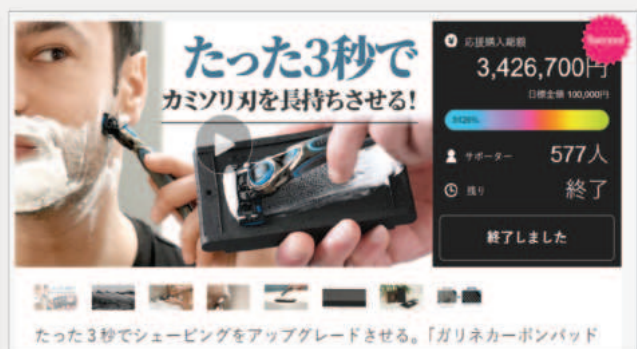 たった3秒で
カミソリ刃を長持ちさせる!
応援購入総額
3,426,700円
目標金額 100,000円
3426%
サポーター
577人
残り
終了
終了しました
たった3秒でシェービングをアップグレードさせる。「ガリネカーボンパッド